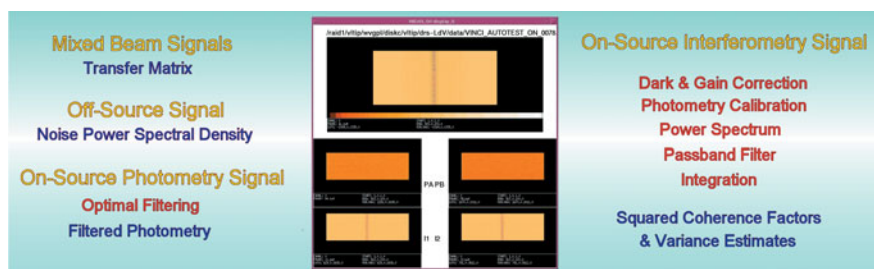 Mixed Beam Signals
Transfer Matrix
Off-Source Signal
Noise Power Spectral Density
On-Source Photometry Signal
Optimal Filtering
Filtered Photometry
/raid1/vltip/wvgplt/diskc/vltip/drs-LdV/data/VINCI_AUTOTEST_ON_0078.
PA PB
I1 I2
On-Source Interferometry Signal
Dark & Gain Correction
Photometry Calibration
Power Spectrum
Passband Filter
Integration
Squared Coherence Factors
& Variance Estimates